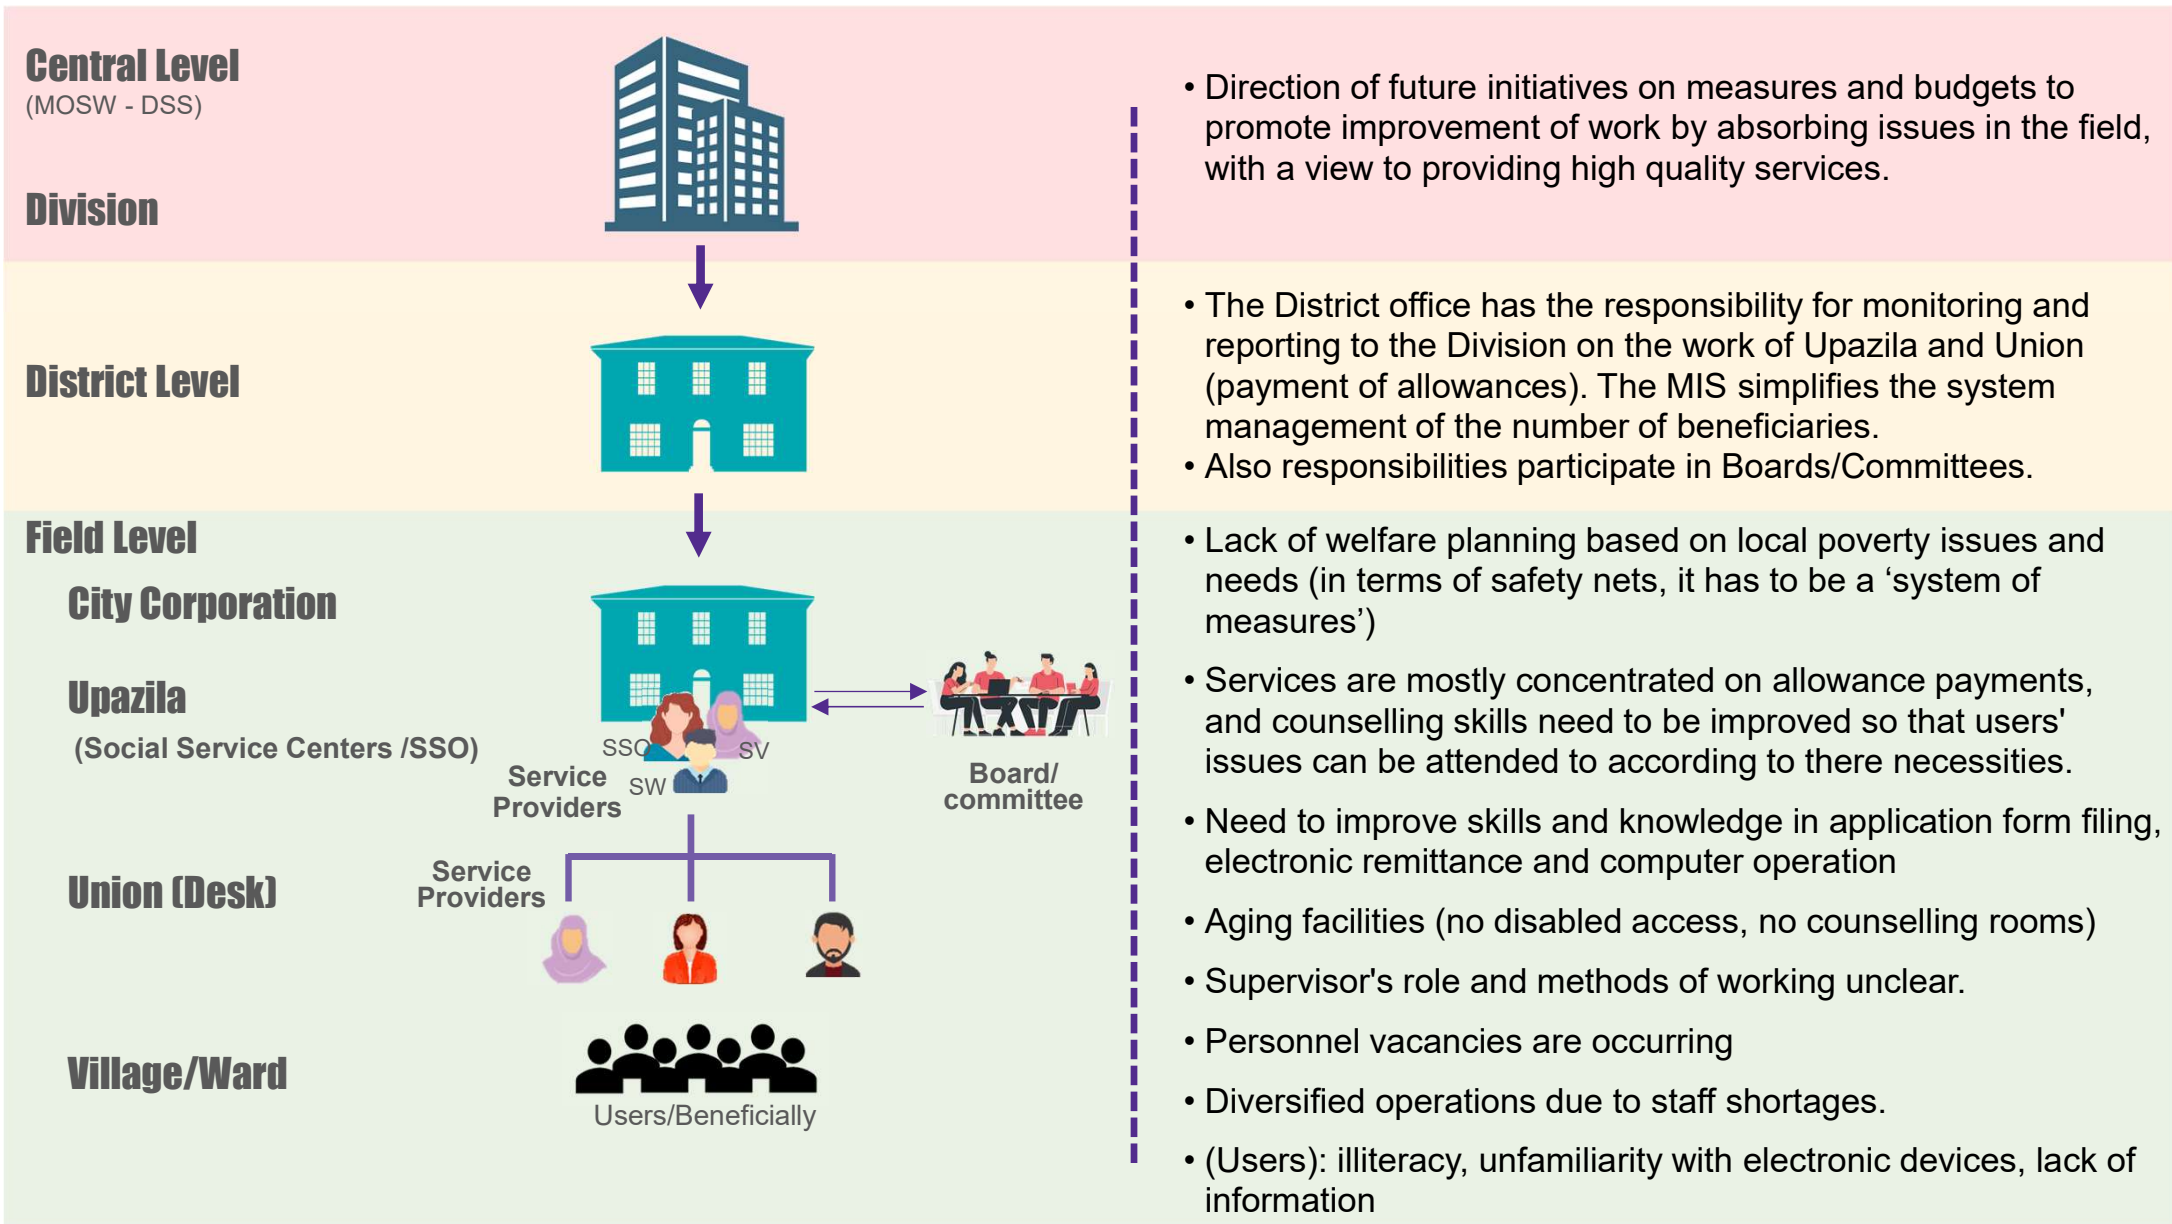 Central Level
(MOSW - DSS)
Division
• Direction of future initiatives on measures and budgets to
promote improvement of work by absorbing issues in the field,
with a view to providing high quality services.
District Level
• The District office has the responsibility for monitoring and
reporting to the Division on the work of Upazila and Union
(payment of allowances). The MIS simplifies the system
management of the number of beneficiaries.
• Also responsibilities participate in Boards/Committees.
Field Level
City Corporation
Upazila
(Social Service Centers /SSO)
SSO
SV
SW
Service
Providers
Board/
committee
Union (Desk)
Service
Providers
Village/Ward
Users/Beneficially
• Lack of welfare planning based on local poverty issues and
needs (in terms of safety nets, it has to be a ‘system of
measures’)
• Services are mostly concentrated on allowance payments,
and counselling skills need to be improved so that users'
issues can be attended to according to there necessities.
• Need to improve skills and knowledge in application form filing,
electronic remittance and computer operation
• Aging facilities (no disabled access, no counselling rooms)
• Supervisor's role and methods of working unclear.
• Personnel vacancies are occurring
• Diversified operations due to staff shortages.
• (Users): illiteracy, unfamiliarity with electronic devices, lack of
information